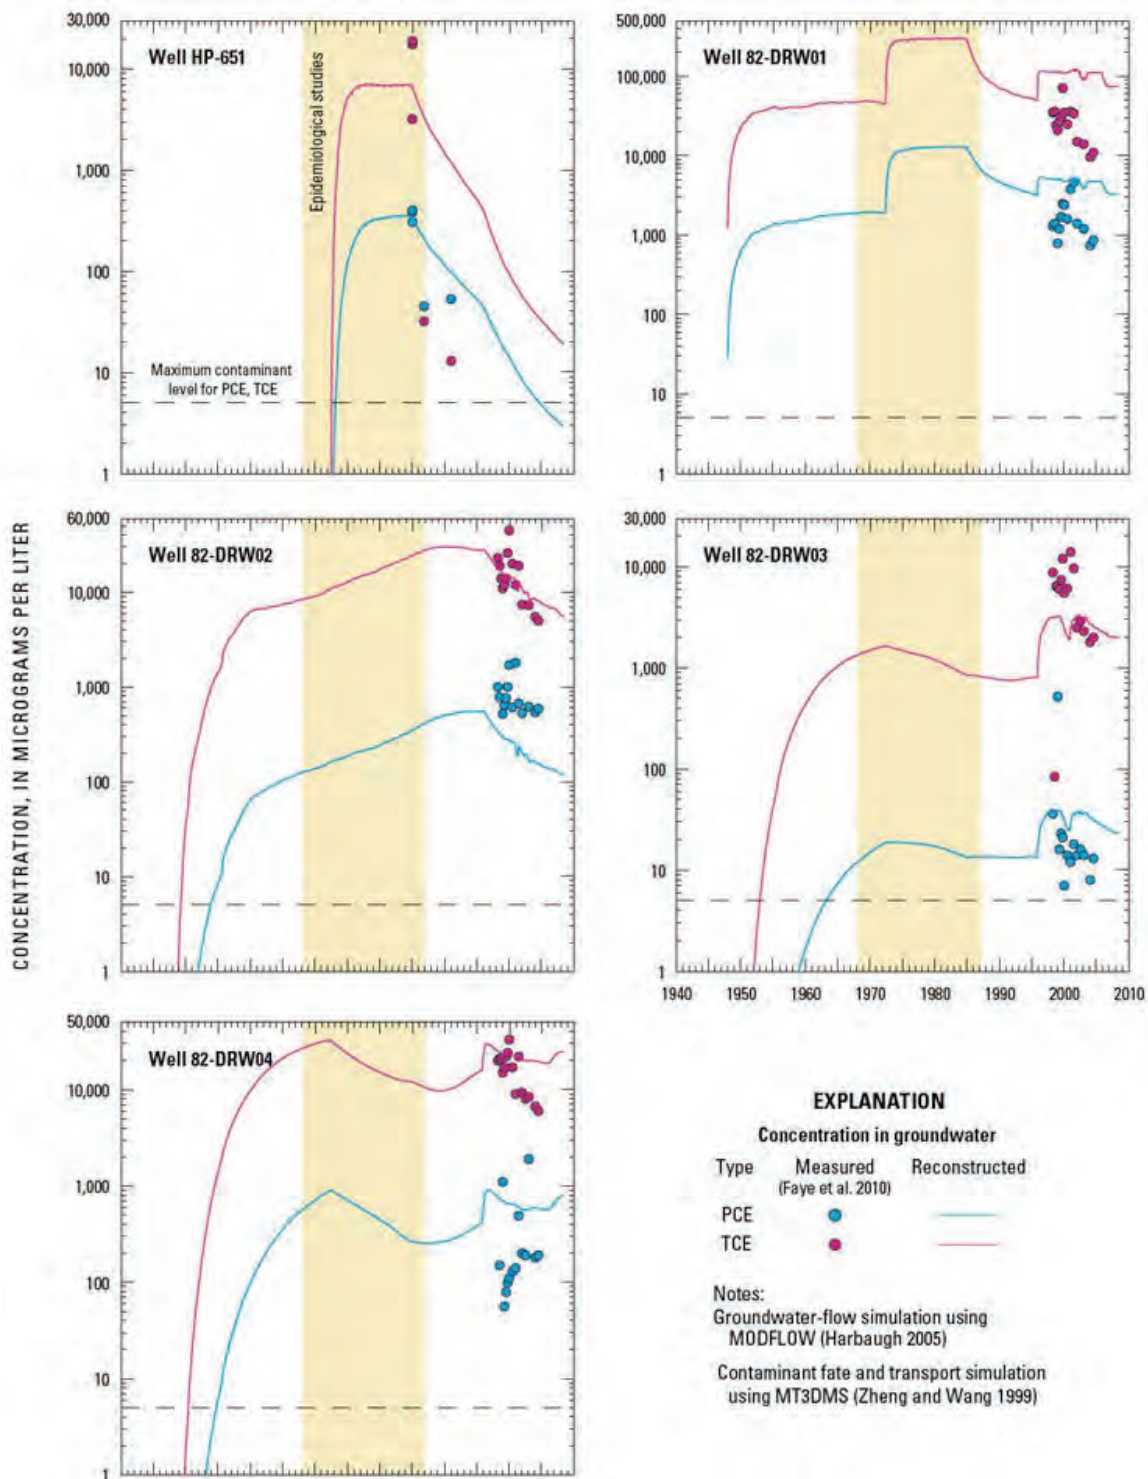 Well HP-651
30,000
10,000
1,000
100
10
1
Epidemiological studies
Maximum contaminant
level for PCE, TCE
Well 82-DRW01
500,000
100,000
10,000
1,000
100
10
1
CONCENTRATION, IN MICROGRAMS PER LITER
Well 82-DRW02
60,000
10,000
1,000
100
10
1
Well 82-DRW03
30,000
10,000
1,000
100
10
1
1940 1950 1960 1970 1980 1990 2000 2010
Well 82-DRW04
50,000
10,000
1,000
100
10
1
EXPLANATION
Concentration in groundwater
Type Measured Reconstructed
(Faye et al. 2010)
PCE
TCE
Notes:
Groundwater-flow simulation using
MODFLOW (Harbaugh 2005)
Contaminant fate and transport simulation
using MT3DMS (Zheng and Wang 1999)